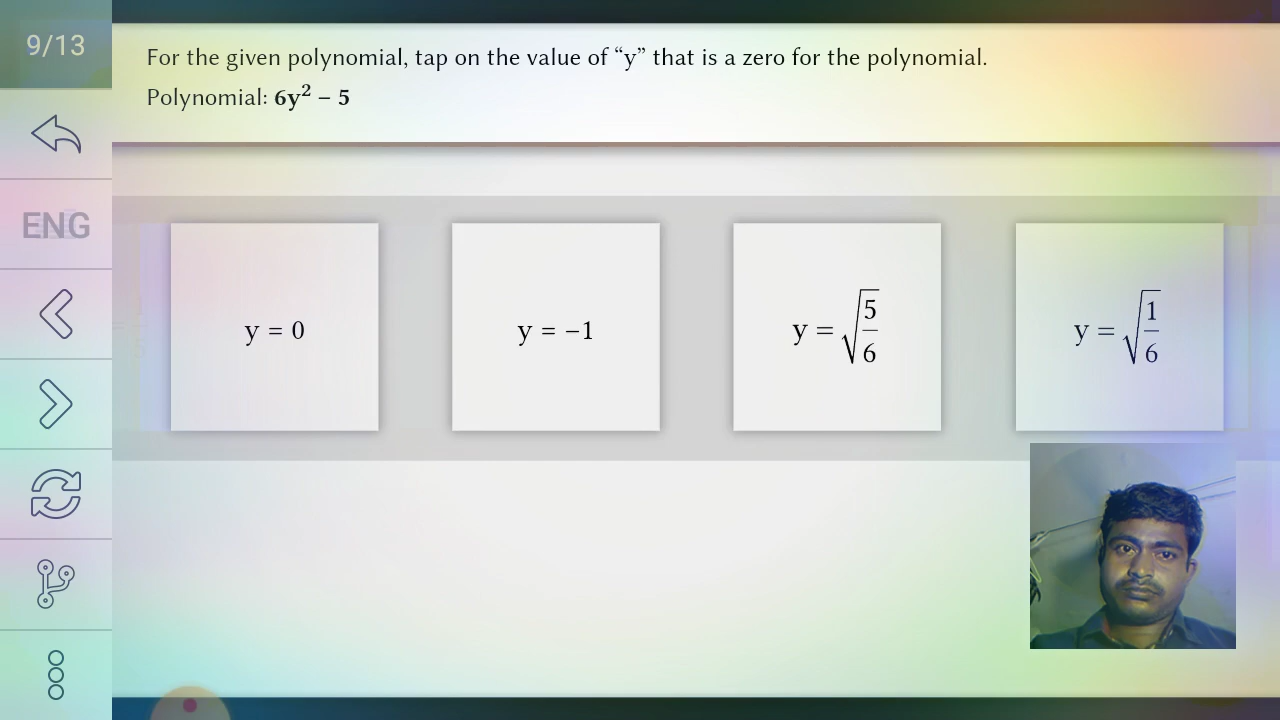 9/13
For the given polynomial, tap on the value of “y” that is a zero for the polynomial.
Polynomial: 6y² – 5
ENG
y = 0
y = –1
y = √(5/6)
y = √(1/6)